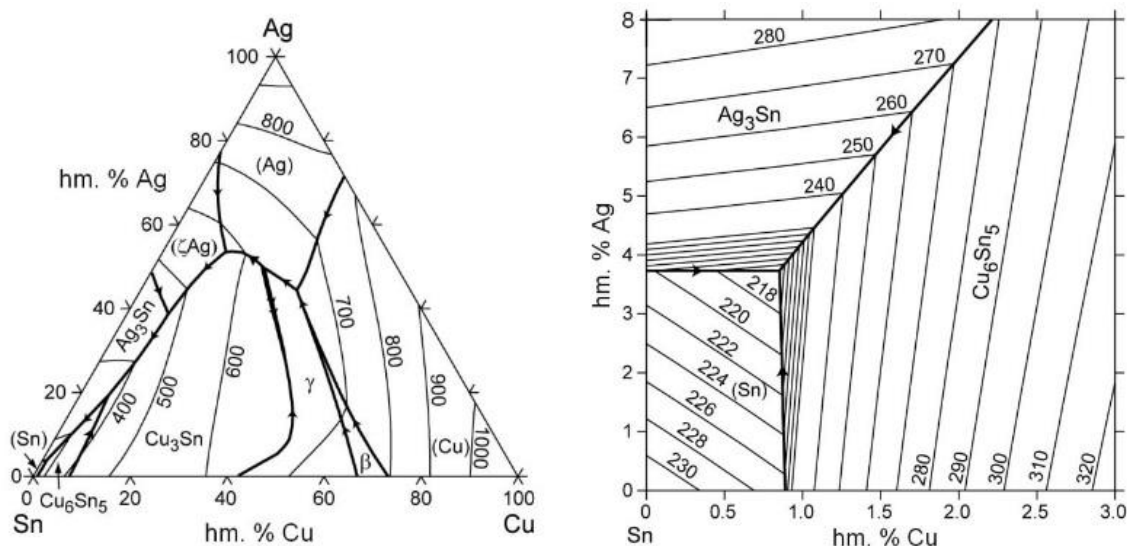 Ag
100
80
800
(Ag)
hm. % Ag
60
(ζAg)
40
Ag₃Sn
700
800
600
500
400
900
1000
20
γ
(Sn)
Cu₃Sn
β
(Cu)
0
0
20
40
60
80
100
Cu₆Sn₅
Sn
Cu
hm. % Cu
8
280
7
270
Ag₃Sn
260
6
250
5
240
hm. % Ag
4
Cu₆Sn₅
218
3
220
222
2
224 (Sn)
226
1
228
230
280
290
300
310
320
0
0
1.0
1.5
2.0
2.5
3.0
Sn
hm. % Cu